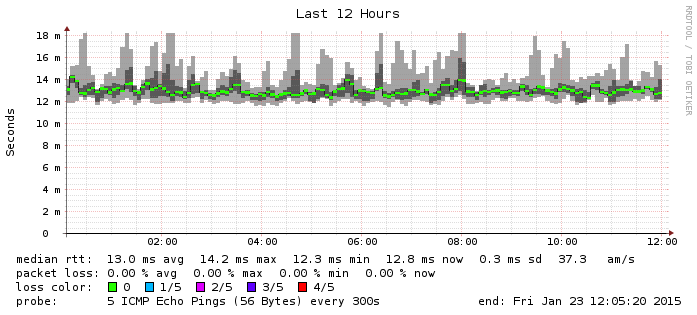 Last 12 Hours
RRDTOOL / TOBI OETIKER
Seconds
18 m
16 m
14 m
12 m
10 m
8 m
6 m
4 m
2 m
0
02:00 04:00 06:00 08:00 10:00 12:00
median rtt: 13.0 ms avg 14.2 ms max 12.3 ms min 12.8 ms now 0.3 ms sd 37.3 am/s
packet loss: 0.00 % avg 0.00 % max 0.00 % min 0.00 % now
loss color: 0 1/5 2/5 3/5 4/5
probe: 5 ICMP Echo Pings (56 Bytes) every 300s end: Fri Jan 23 12:05:20 2015